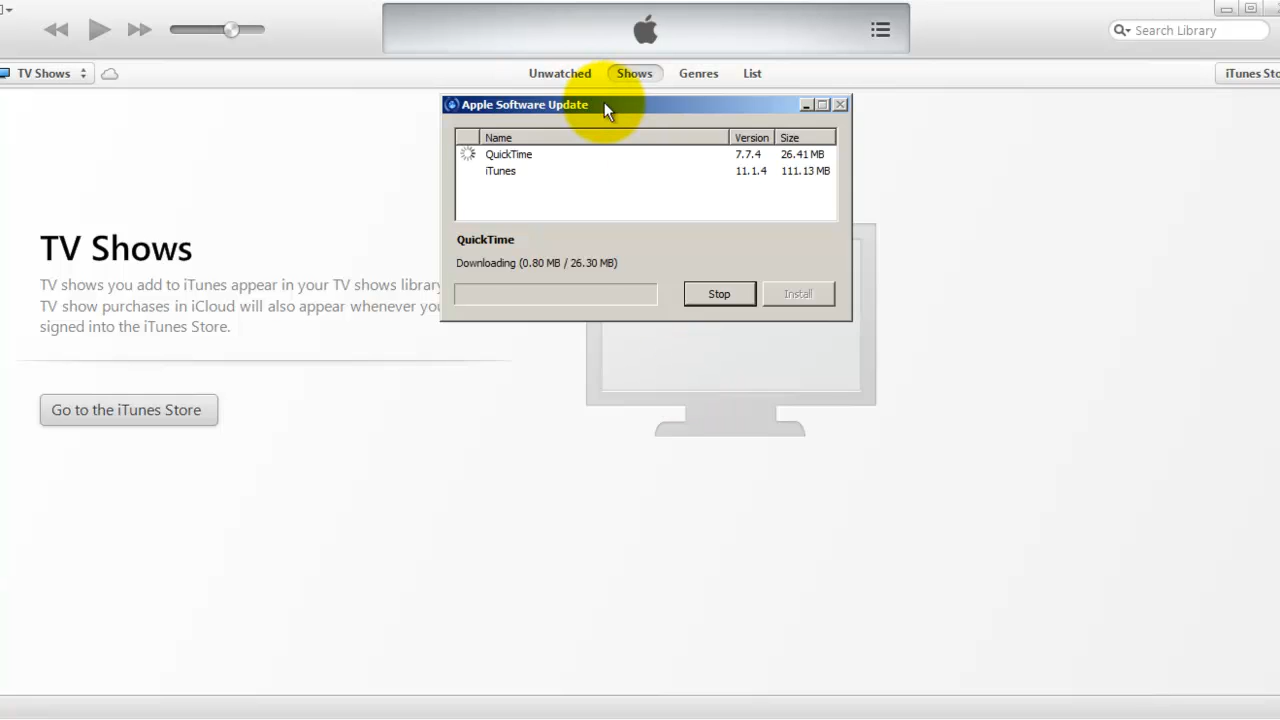 Search Library
TV Shows
Unwatched Shows Genres List
iTunes Sto
Apple Software Update
Name Version Size
QuickTime 7.7.4 26.41 MB
iTunes 11.1.4 111.13 MB
QuickTime
Downloading (0.80 MB / 26.30 MB)
Stop Install
TV Shows
TV shows you add to iTunes appear in your TV shows library
TV show purchases in iCloud will also appear whenever yo
signed into the iTunes Store.
Go to the iTunes Store